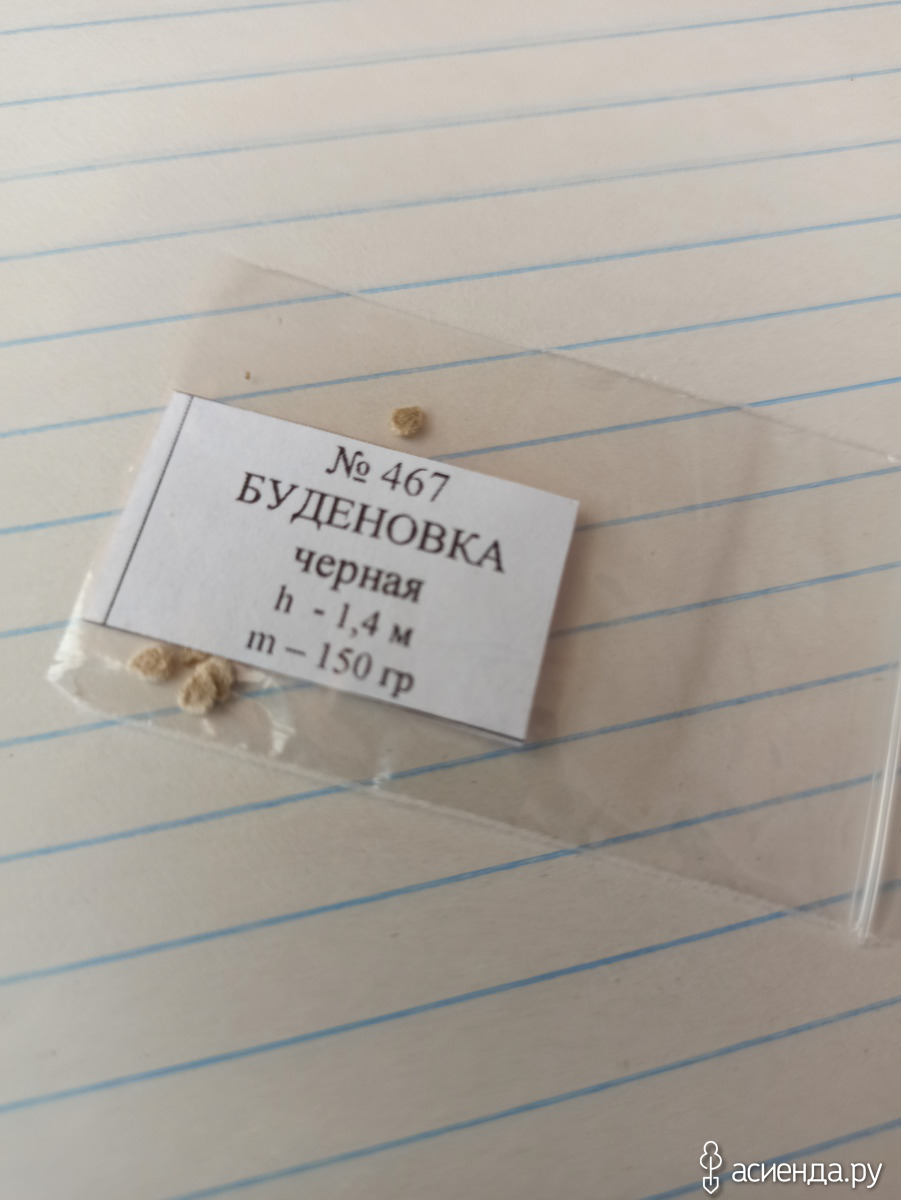 № 467
БУДЕНОВКА
черная
h - 1,4 м
m – 150 гр
асиенда.ру